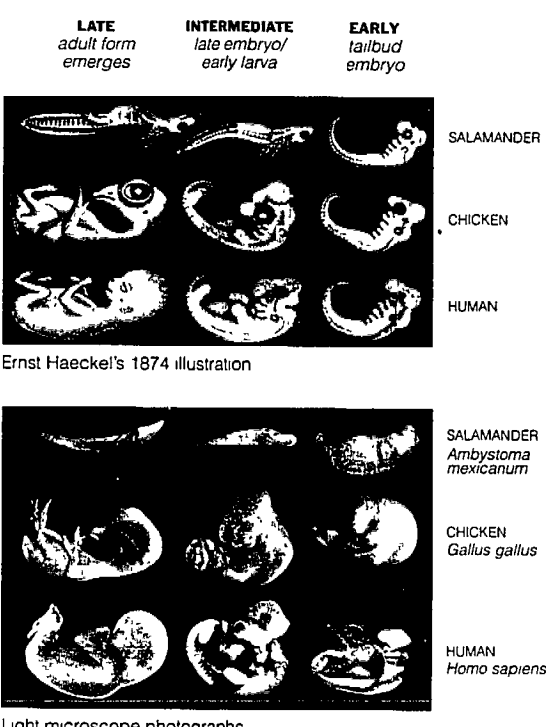 LATE
adult form
emerges
INTERMEDIATE
late embryo/
early larva
EARLY
tailbud
embryo
SALAMANDER
CHICKEN
HUMAN
Ernst Haeckel's 1874 illustration
SALAMANDER
Ambystoma
mexicanum
CHICKEN
Gallus gallus
HUMAN
Homo sapiens
Light microscope photographs